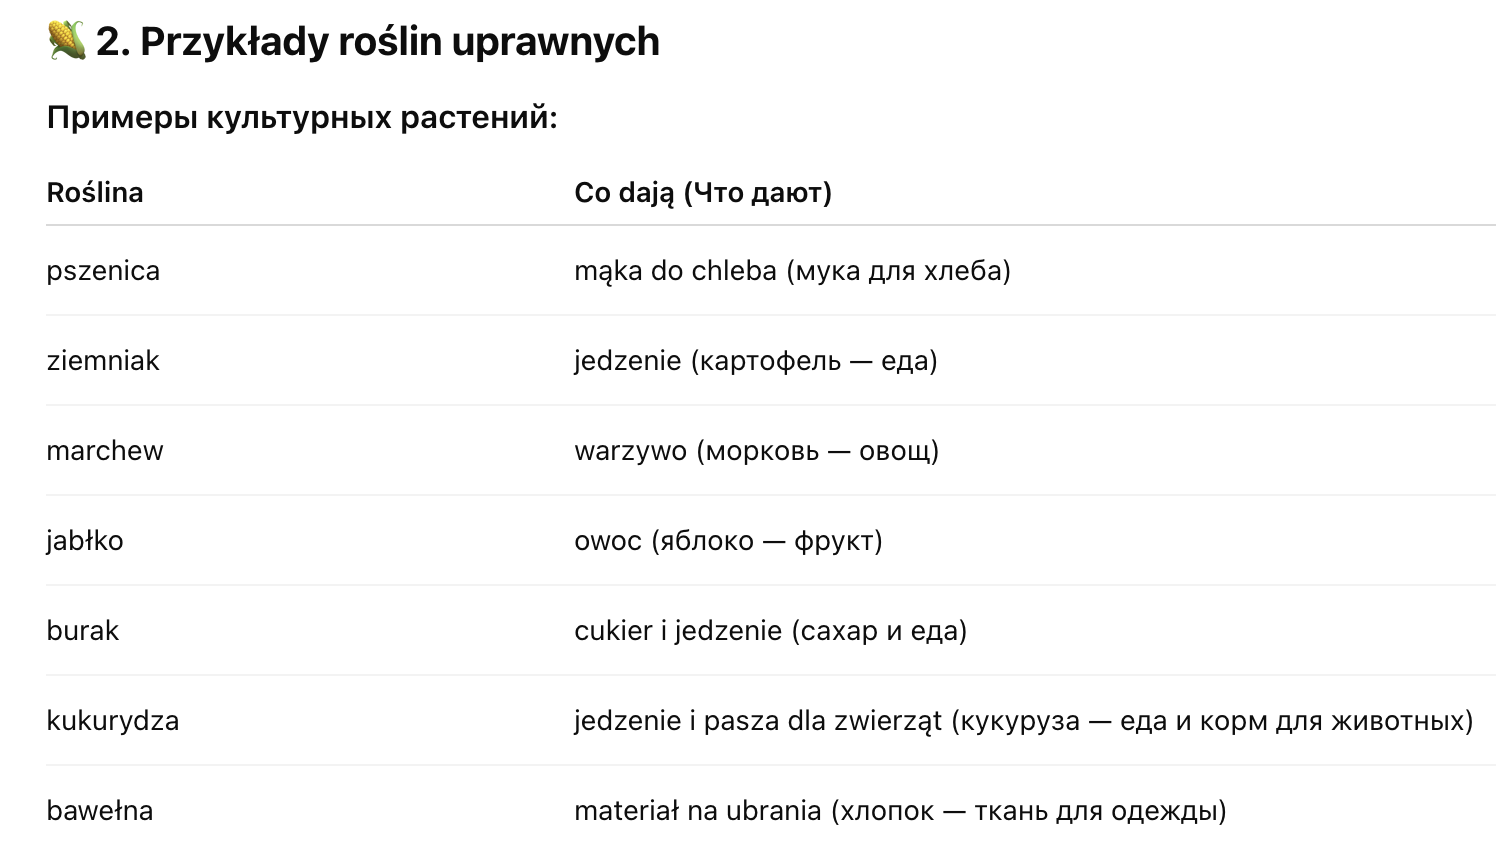 🌽 2. Przykłady roślin uprawnych
Примеры культурных растений:
Roślina Co dają (Что дают)
pszenica mąka do chleba (мука для хлеба)
ziemniak jedzenie (картофель — еда)
marchew warzywo (морковь — овощ)
jabłko owoc (яблоко — фрукт)
burak cukier i jedzenie (сахар и еда)
kukurydza jedzenie i pasza dla zwierząt (кукуруза — еда и корм для животных)
bawełna materiał na ubrania (хлопок — ткань для одежды)